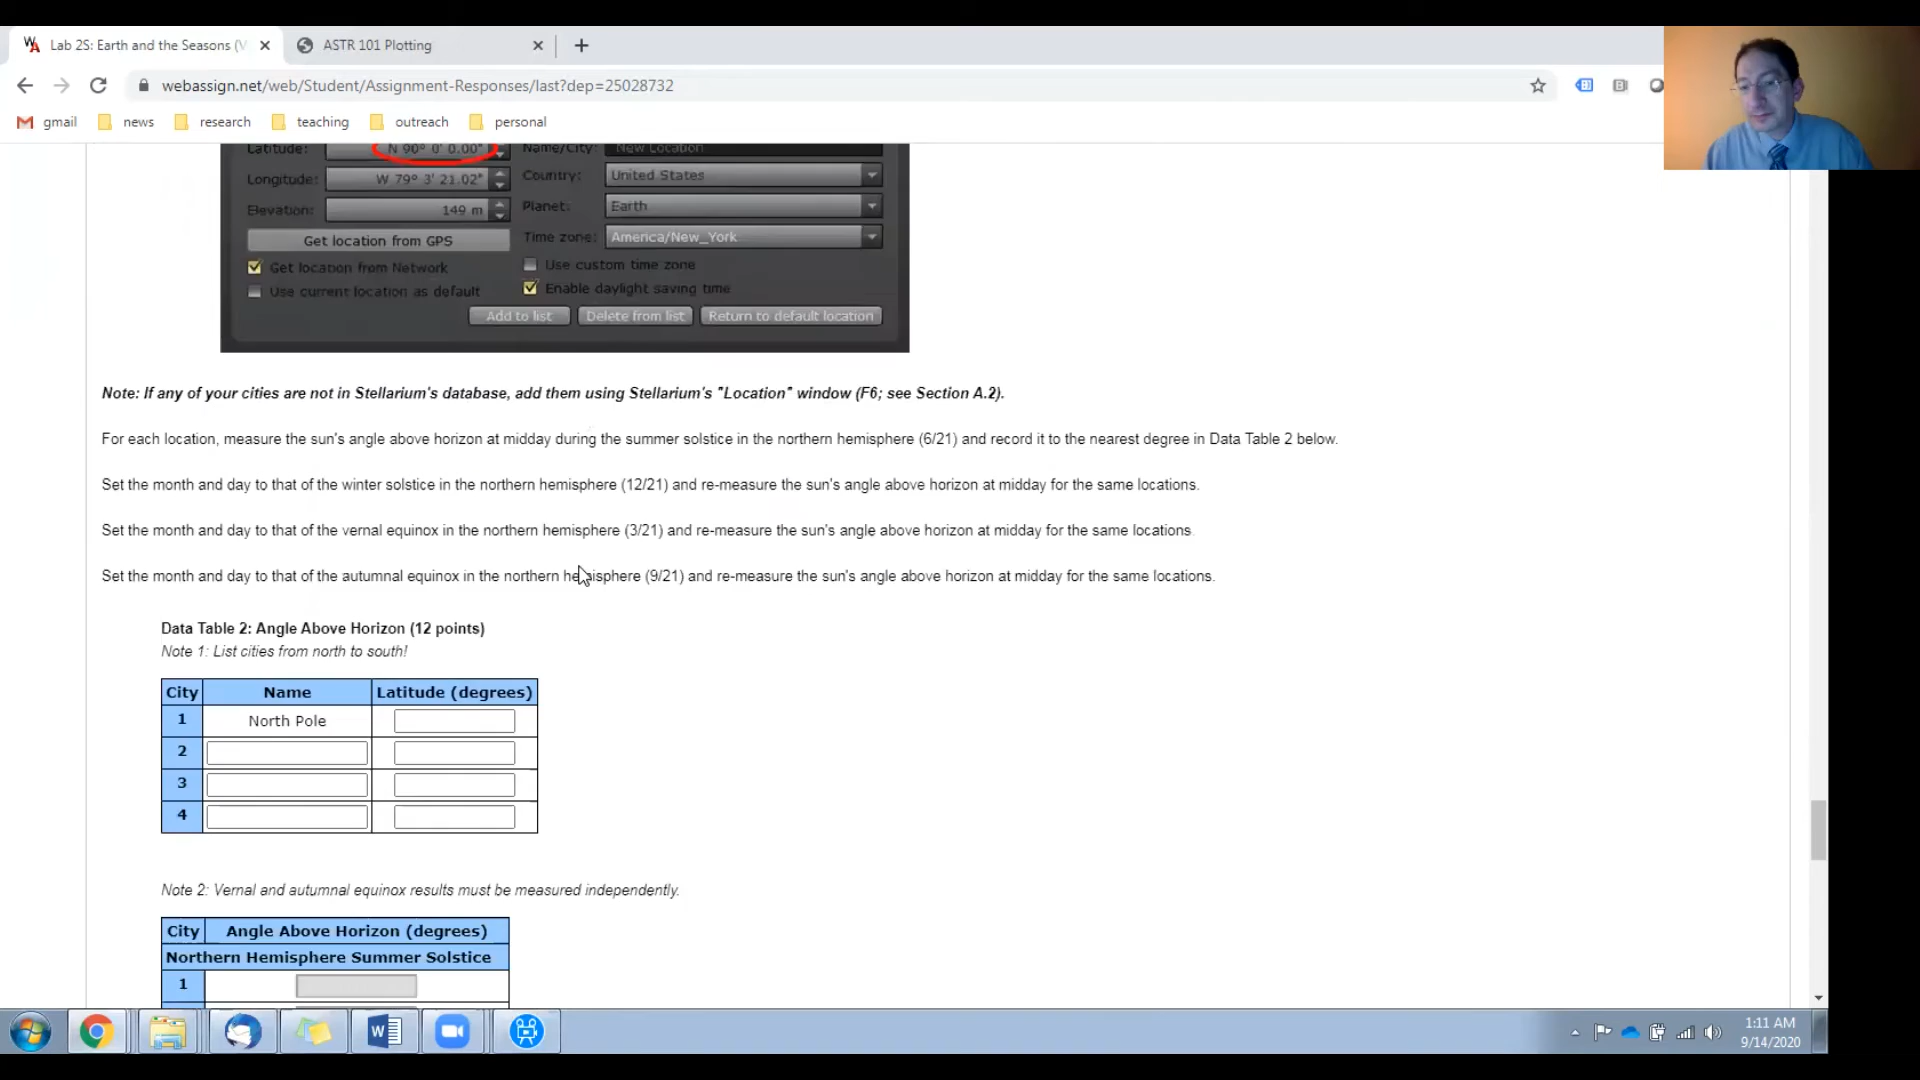 Lab 2S: Earth and the Seasons (V
ASTR 101 Plotting
webassign.net/web/Student/Assignment-Responses/last?dep=25028732
gmail news research teaching outreach personal
Latitude: N 90º 0' 0.00" Name/City: New Location
Longitude: W 79º 3' 21.02" Country: United States
Elevation: 149 m Planet: Earth
Get location from GPS Time zone: America/New_York
Get location from Network Use custom time zone
Use current location as default Enable daylight saving time
Add to list Delete from list Return to default location
Note: If any of your cities are not in Stellarium's database, add them using Stellarium's "Location" window (F6; see Section A.2).
For each location, measure the sun's angle above horizon at midday during the summer solstice in the northern hemisphere (6/21) and record it to the nearest degree in Data Table 2 below.
Set the month and day to that of the winter solstice in the northern hemisphere (12/21) and re-measure the sun's angle above horizon at midday for the same locations.
Set the month and day to that of the vernal equinox in the northern hemisphere (3/21) and re-measure the sun's angle above horizon at midday for the same locations.
Set the month and day to that of the autumnal equinox in the northern hemisphere (9/21) and re-measure the sun's angle above horizon at midday for the same locations.
Data Table 2: Angle Above Horizon (12 points)
Note 1: List cities from north to south!
City Name Latitude (degrees)
1 North Pole
2
3
4
Note 2: Vernal and autumnal equinox results must be measured independently.
City Angle Above Horizon (degrees)
Northern Hemisphere Summer Solstice
1
1:11 AM
9/14/2020